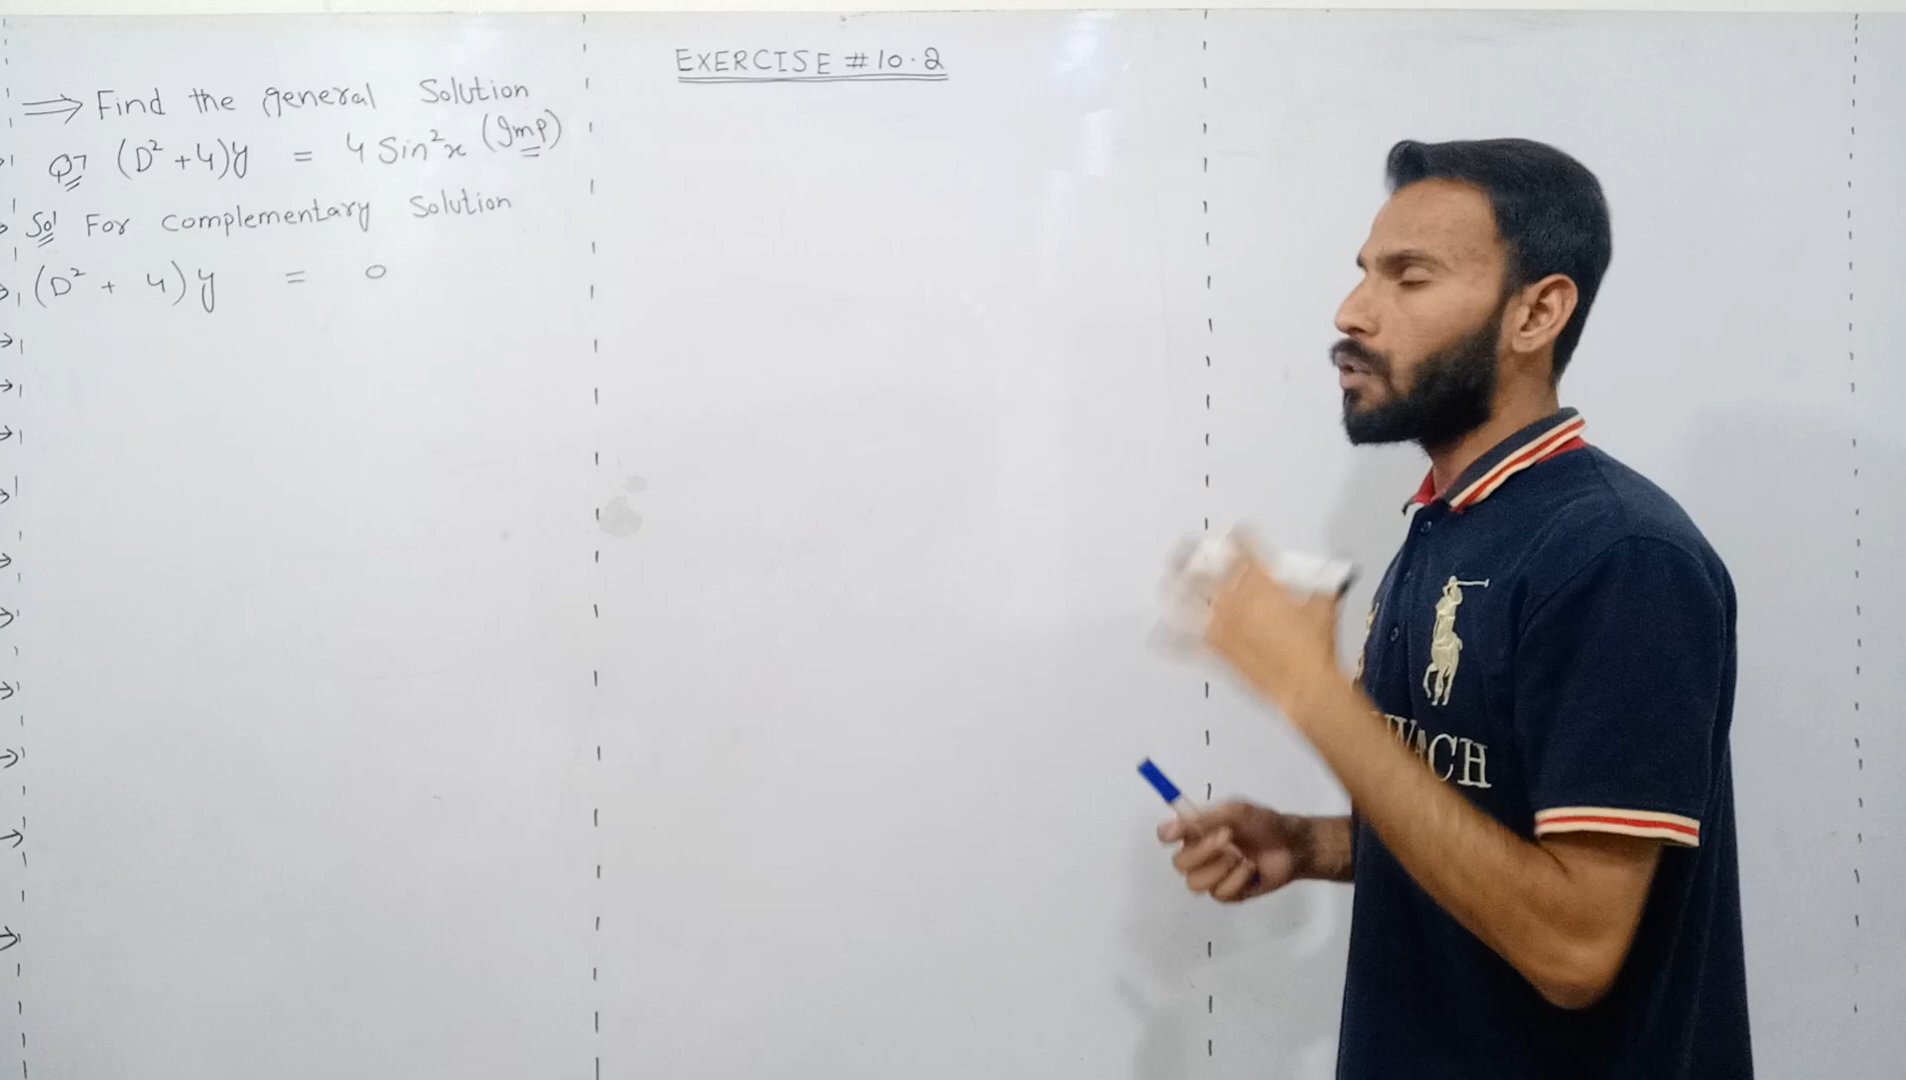 EXERCISE #10.2
⟹ Find the general Solution
Q7 (D² + 4)y = 4 Sin²x (Imp)
Sol For Complementary Solution
(D² + 4) y = 0